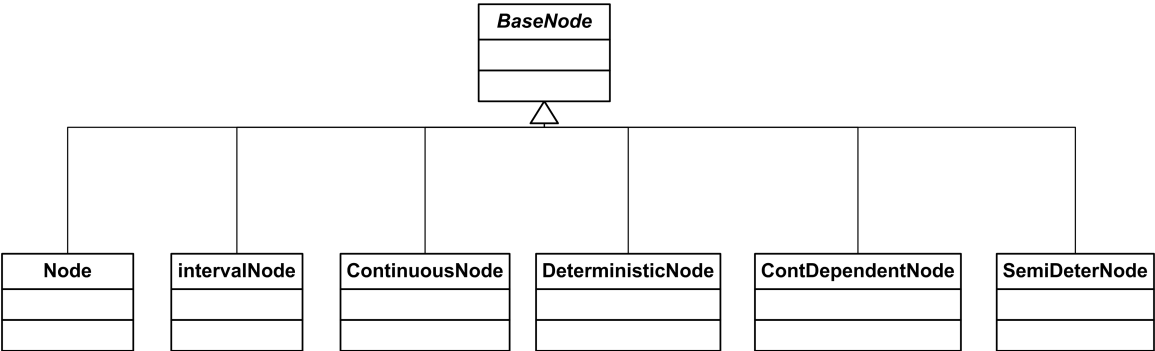 BaseNode
Node
intervalNode
ContinuousNode
DeterministicNode
ContDependentNode
SemiDeterNode